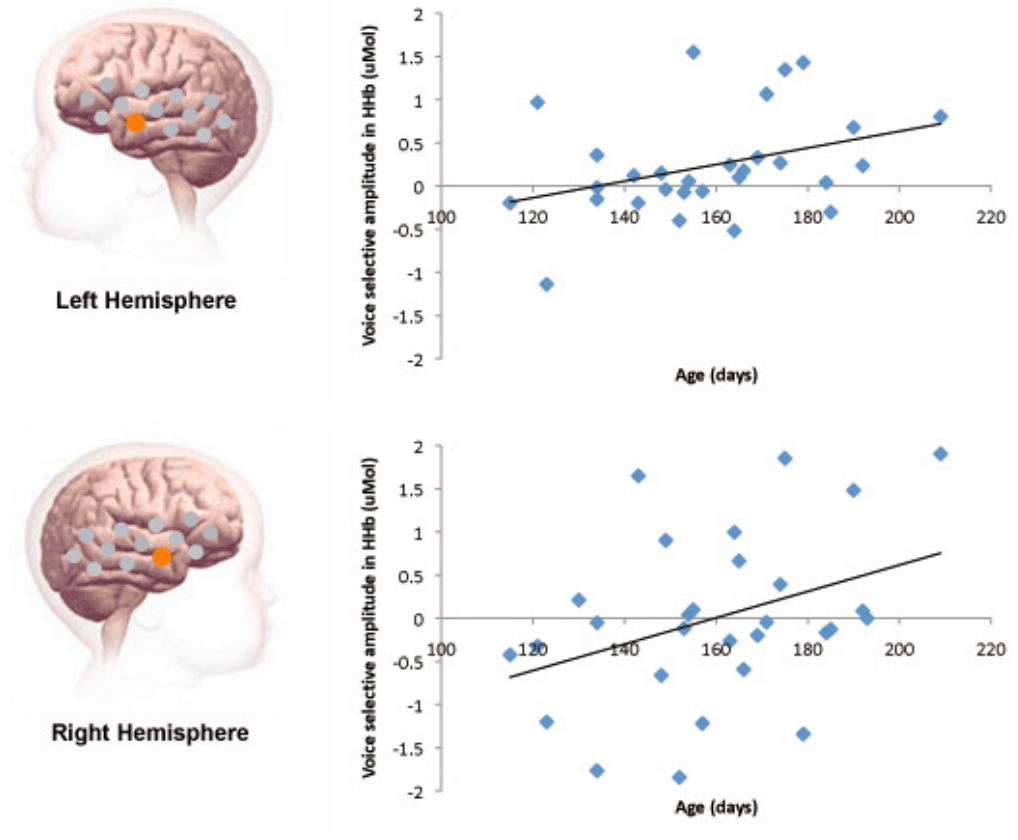 2
1.5
1
0.5
0
-0.5
-1
-1.5
-2
100 120 140 160 180 200 220
Voice selective amplitude in HHb (uMol)
Age (days)
Left Hemisphere
2
1.5
1
0.5
0
-0.5
-1
-1.5
-2
100 120 140 160 180 200 220
Voice selective amplitude in HHb (uMol)
Age (days)
Right Hemisphere